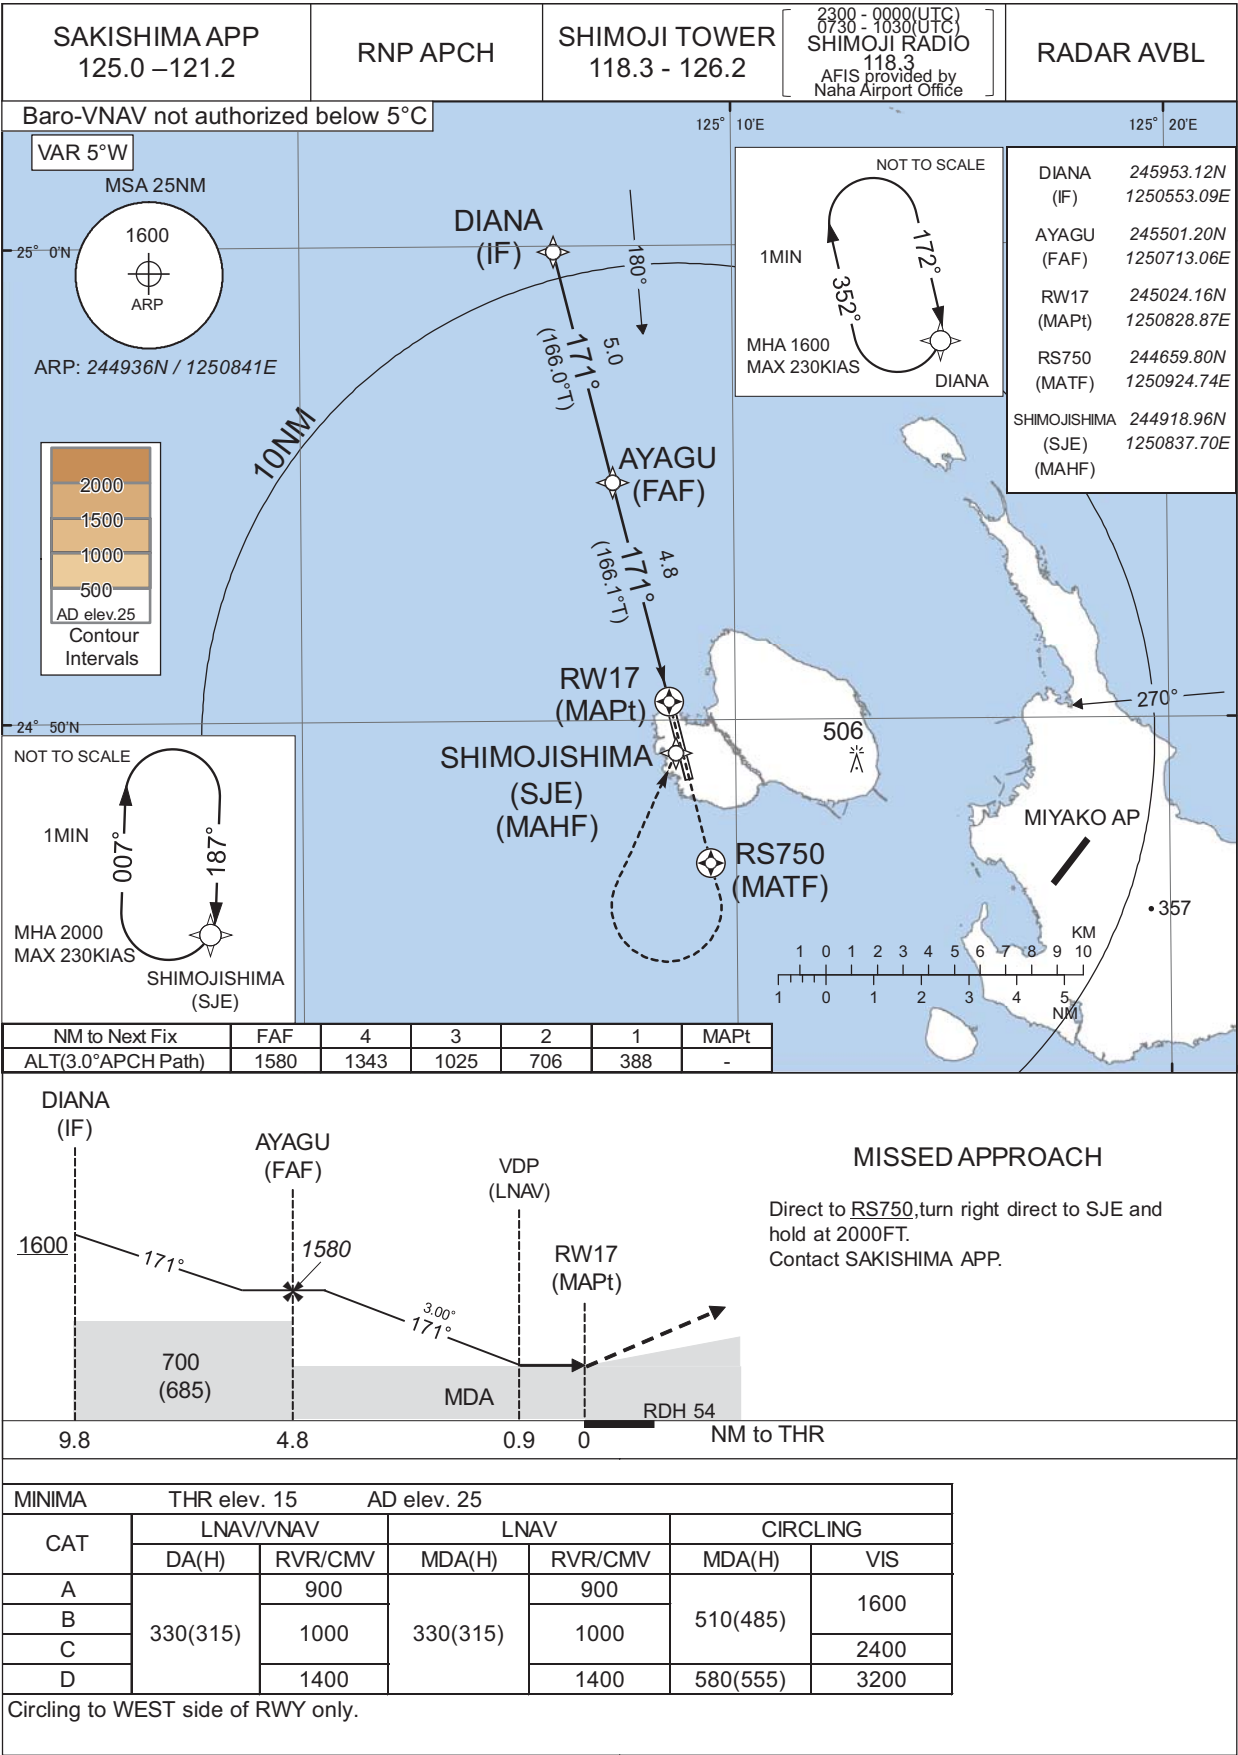 SAKISHIMA APP
125.0 –121.2
RNP APCH
SHIMOJI TOWER
118.3 - 126.2
2300 - 0000(UTC)
0730 - 1030(UTC)
SHIMOJI RADIO
118.3
AFIS provided by
Naha Airport Office
RADAR AVBL
Baro-VNAV not authorized below 5°C
VAR 5°W
MSA 25NM
1600
ARP
ARP: 244936N / 1250841E
125° 10'E
125° 20'E
25° 0'N
24° 50'N
NOT TO SCALE
1MIN
352°
172°
MHA 1600
MAX 230KIAS
DIANA
DIANA 245953.12N
(IF) 1250553.09E
AYAGU 245501.20N
(FAF) 1250713.06E
RW17 245024.16N
(MAPt) 1250828.87E
RS750 244659.80N
(MATF) 1250924.74E
SHIMOJISHIMA 244918.96N
(SJE) 1250837.70E
(MAHF)
DIANA
(IF)
180°
5.0
171°
(166.0°T)
10NM
AYAGU
(FAF)
4.8
171°
(166.1°T)
2000
1500
1000
500
AD elev.25
Contour
Intervals
RW17
(MAPt)
SHIMOJISHIMA
(SJE)
(MAHF)
RS750
(MATF)
506
270°
MIYAKO AP
357
NOT TO SCALE
1MIN
007°
187°
MHA 2000
MAX 230KIAS
SHIMOJISHIMA
(SJE)
KM
1 0 1 2 3 4 5 6 7 8 9 10
1 0 1 2 3 4 5
NM
NM to Next Fix FAF 4 3 2 1 MAPt
ALT(3.0°APCH Path) 1580 1343 1025 706 388 -
DIANA
(IF)
AYAGU
(FAF)
VDP
(LNAV)
RW17
(MAPt)
1600
171°
1580
3.00°
171°
700
(685)
MDA
RDH 54
9.8 4.8 0.9 0 NM to THR
MISSED APPROACH
Direct to RS750,turn right direct to SJE and
hold at 2000FT.
Contact SAKISHIMA APP.
MINIMA THR elev. 15 AD elev. 25
CAT LNAV/VNAV LNAV CIRCLING
DA(H) RVR/CMV MDA(H) RVR/CMV MDA(H) VIS
A 900 900
B 330(315) 1000 330(315) 1000 510(485) 1600
C 2400
D 1400 1400 580(555) 3200
Circling to WEST side of RWY only.